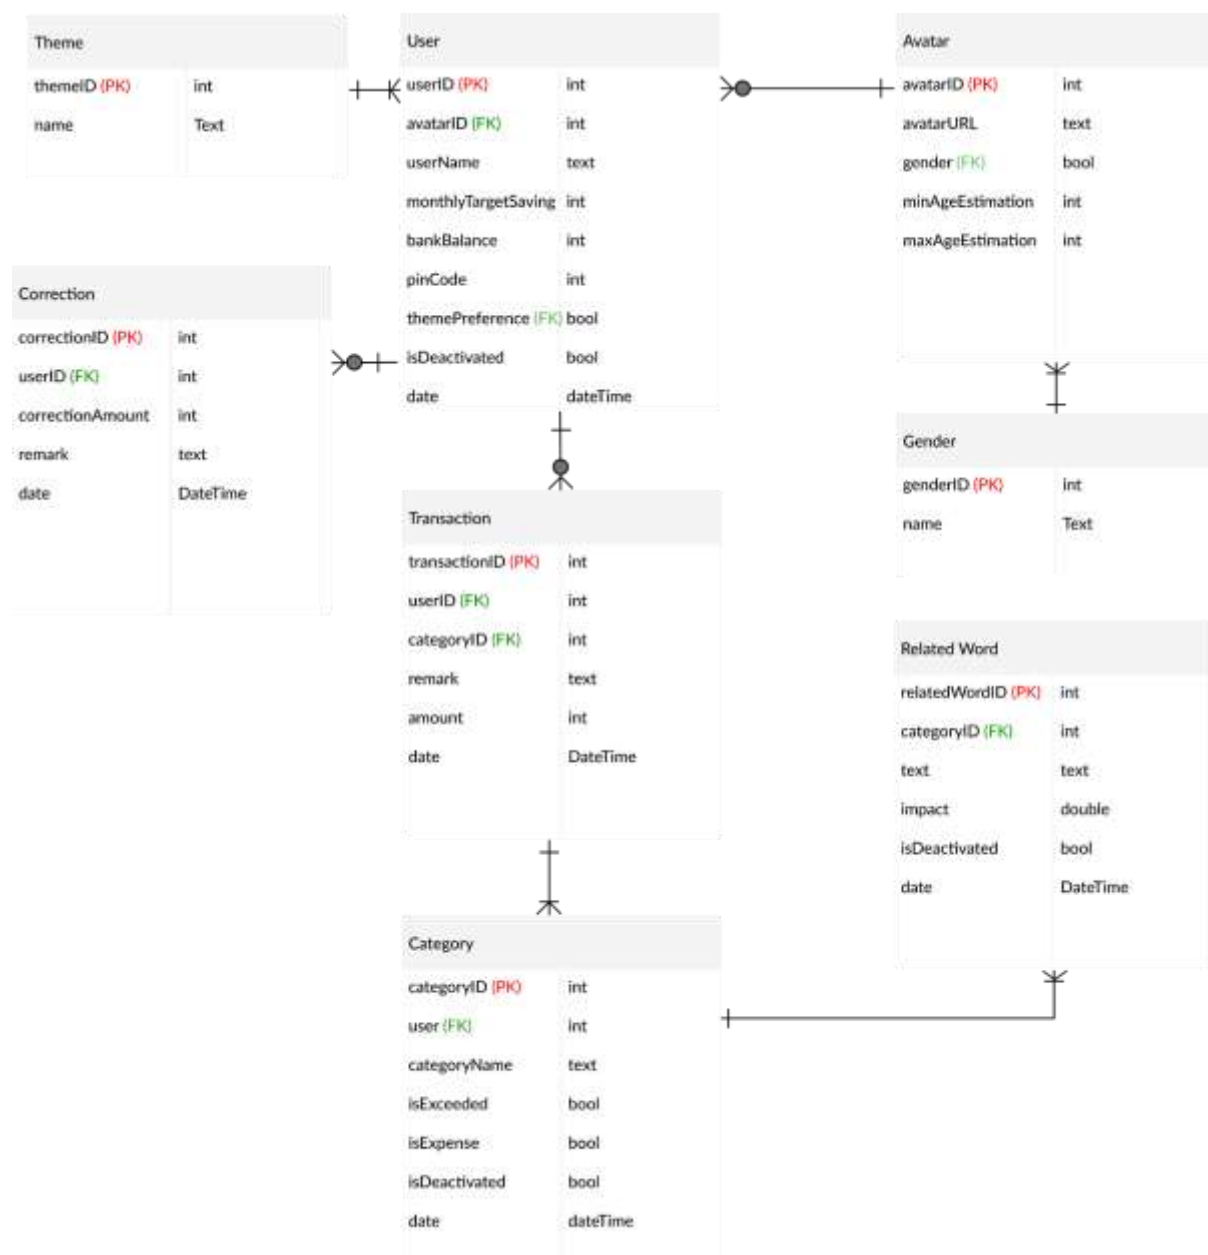 Theme
themeID (PK) int
name Text
User
userID (PK) int
avatarID (FK) int
userName text
monthlyTargetSaving int
bankBalance int
pinCode int
themePreference (FK) bool
isDeactivated bool
date dateTime
Avatar
avatarID (PK) int
avatarURL text
gender (FK) bool
minAgeEstimation int
maxAgeEstimation int
Correction
correctionID (PK) int
userID (FK) int
correctionAmount int
remark text
date DateTime
Gender
genderID (PK) int
name Text
Transaction
transactionID (PK) int
userID (FK) int
categoryID (FK) int
remark text
amount int
date DateTime
Related Word
relatedWordID (PK) int
categoryID (FK) int
text text
impact double
isDeactivated bool
date DateTime
Category
categoryID (PK) int
user (FK) int
categoryName text
isExceeded bool
isExpense bool
isDeactivated bool
date dateTime